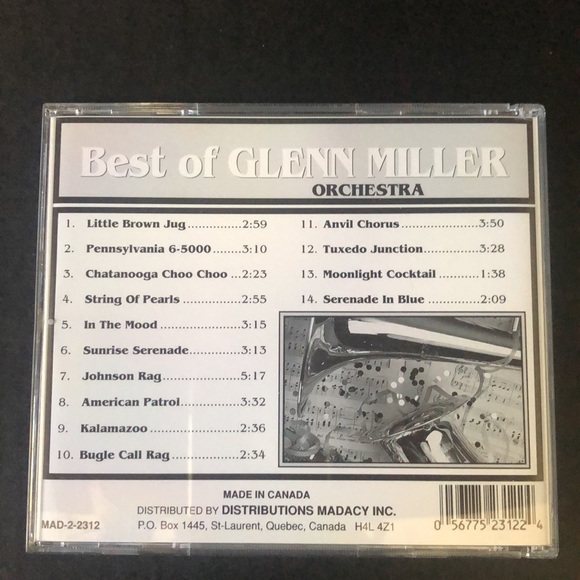 Best of GLENN MILLER
ORCHESTRA
1. Little Brown Jug..............2:59
2. Pennsylvania 6-5000.......3:10
3. Chatanooga Choo Choo ...2:23
4. String Of Pearls ...............2:55
5. In The Mood.....................3:15
6. Sunrise Serenade.............3:13
7. Johnson Rag....................5:17
8. American Patrol...............3:32
9. Kalamazoo.......................2:36
10. Bugle Call Rag.................2:34
11. Anvil Chorus....................3:50
12. Tuxedo Junction..............3:28
13. Moonlight Cocktail ..........1:38
14. Serenade In Blue .............2:09
MADE IN CANADA
DISTRIBUTED BY DISTRIBUTIONS MADACY INC.
P.O. Box 1445, St-Laurent, Quebec, Canada H4L 4Z1
MAD-2-2312
0 56775 23122 4